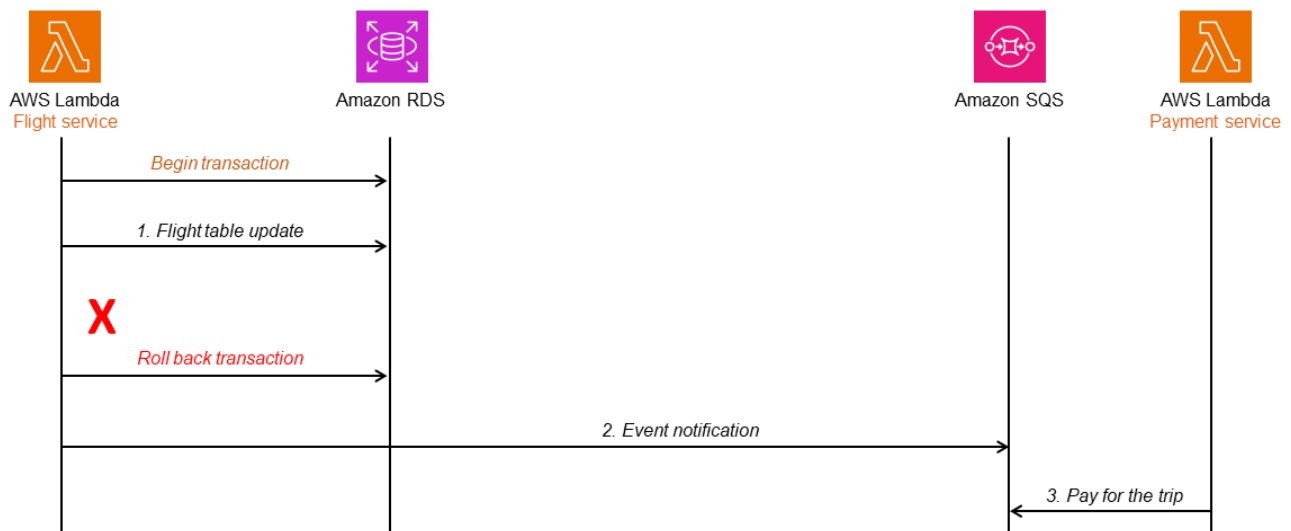 AWS Lambda
Flight service
Amazon RDS
Amazon SQS
AWS Lambda
Payment service
Begin transaction
1. Flight table update
X
Roll back transaction
2. Event notification
3. Pay for the trip